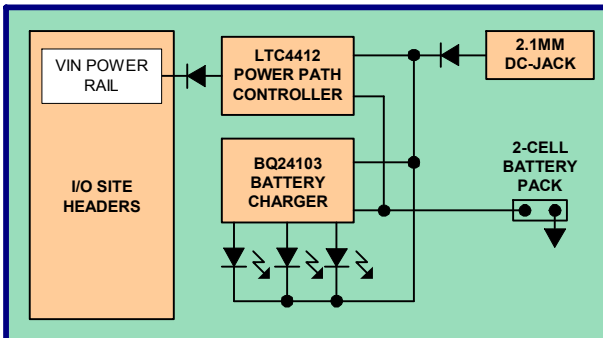 VIN POWER
RAIL
I/O SITE
HEADERS
LTC4412
POWER PATH
CONTROLLER
BQ24103
BATTERY
CHARGER
2.1MM
DC-JACK
2-CELL
BATTERY
PACK